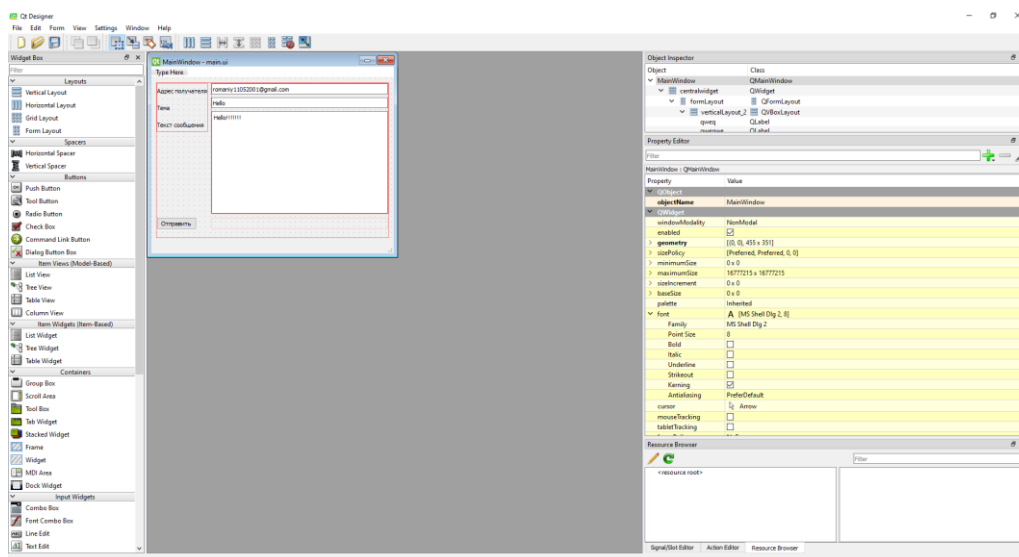 Qt Designer
File Edit Form View Settings Window Help
Widget Box
Filter
Layouts
Vertical Layout
Horizontal Layout
Grid Layout
Form Layout
Spacers
Horizontal Spacer
Vertical Spacer
Buttons
Push Button
Tool Button
Radio Button
Check Box
Command Link Button
Dialog Button Box
Item Views (Model-Based)
List View
Tree View
Table View
Column View
Item Widgets (Item-Based)
List Widget
Tree Widget
Table Widget
Containers
Group Box
Scroll Area
Tool Box
Tab Widget
Stacked Widget
Frame
Widget
MDI Area
Dock Widget
Input Widgets
Combo Box
Font Combo Box
Line Edit
Text Edit
MainWindow - main.ui
Type Here
Адрес получателя romaniy11052001@gmail.com
Тема Hello
Текст сообщения Hello!!!!!!!
Отправить
Object Inspector
Object Class
MainWindow QMainWindow
centralwidget QWidget
formLayout QFormLayout
verticalLayout_2 QVBoxLayout
qweq QLabel
QLabel
Property Editor
Filter
MainWindow : QMainWindow
Property Value
QObject
objectName MainWindow
QWidget
windowModality NonModal
enabled
geometry [(0, 0), 455 x 351]
sizePolicy [Preferred, Preferred, 0, 0]
minimumSize 0 x 0
maximumSize 16777215 x 16777215
sizeIncrement 0 x 0
baseSize 0 x 0
palette Inherited
font A [MS Shell Dlg 2, 8]
Family MS Shell Dlg 2
Point Size 8
Bold
Italic
Underline
Strikeout
Kerning
Antialiasing PreferDefault
cursor Arrow
mouseTracking
tabletTracking
Resource Browser
Filter
<resource root>
Signal/Slot Editor Action Editor Resource Browser